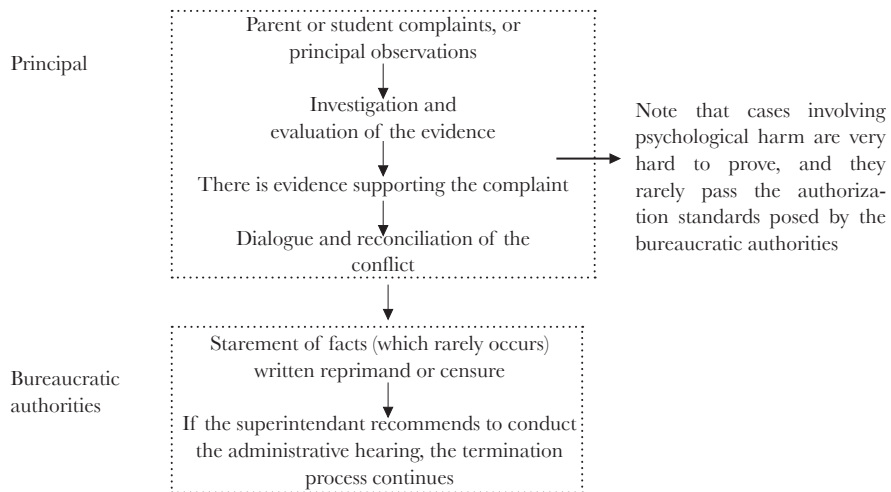 Principal
Parent or student complaints, or
principal observations
Investigation and
evaluation of the evidence
There is evidence supporting the complaint
Dialogue and reconciliation of the
conflict
Note that cases involving
psychological harm are very
hard to prove, and they
rarely pass the authoriza-
tion standards posed by the
bureaucratic authorities
Bureaucratic
authorities
Starement of facts (which rarely occurs)
written reprimand or censure
If the superintendant recommends to conduct
the administrative hearing, the termination
process continues